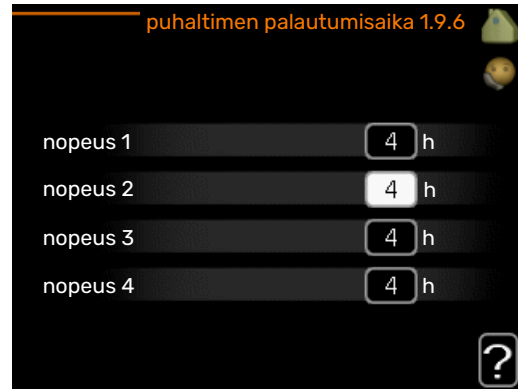 puhaltimen palautumisaika 1.9.6
nopeus 1 4 h
nopeus 2 4 h
nopeus 3 4 h
nopeus 4 4 h
?